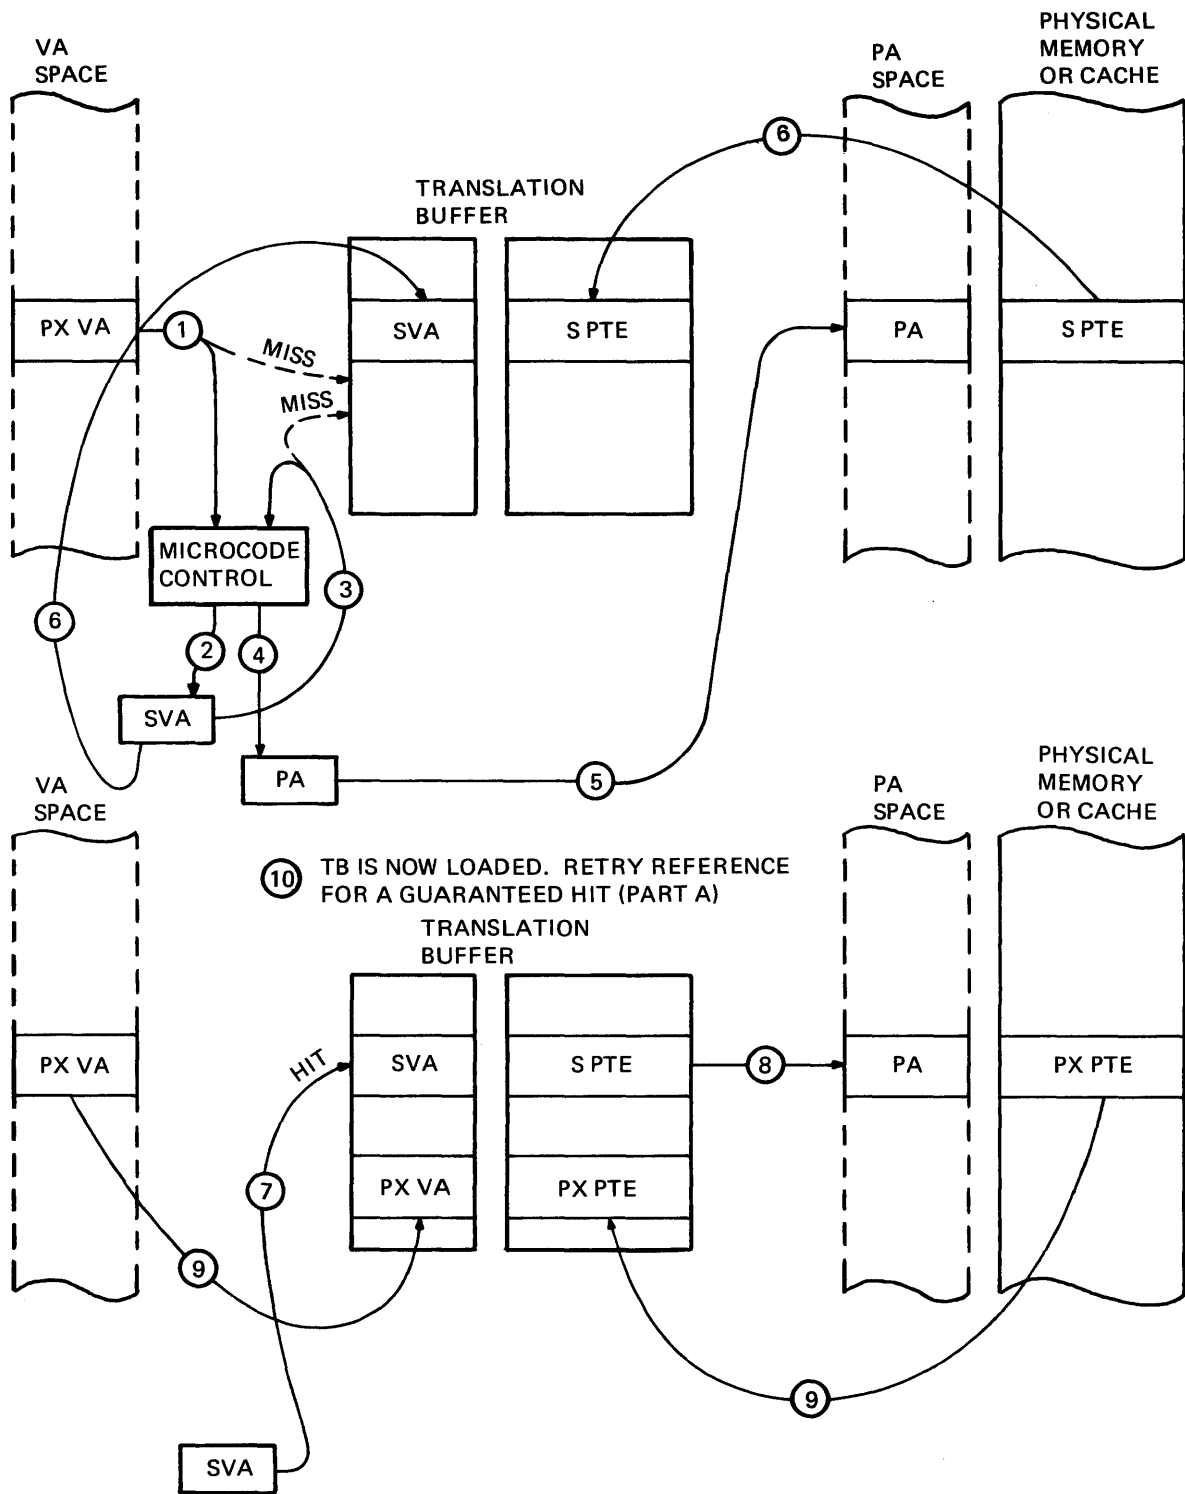 VA
SPACE
PA
SPACE
PHYSICAL
MEMORY
OR CACHE
6
TRANSLATION
BUFFER
PX VA
1
MISS
SVA
S PTE
PA
S PTE
MISS
MICROCODE
CONTROL
3
6
2
4
SVA
PA
5
VA
SPACE
PA
SPACE
PHYSICAL
MEMORY
OR CACHE
10 TB IS NOW LOADED. RETRY REFERENCE
FOR A GUARANTEED HIT (PART A)
TRANSLATION
BUFFER
PX VA
HIT
SVA
S PTE
8
PA
PX PTE
7
PX VA
PX PTE
9
9
SVA